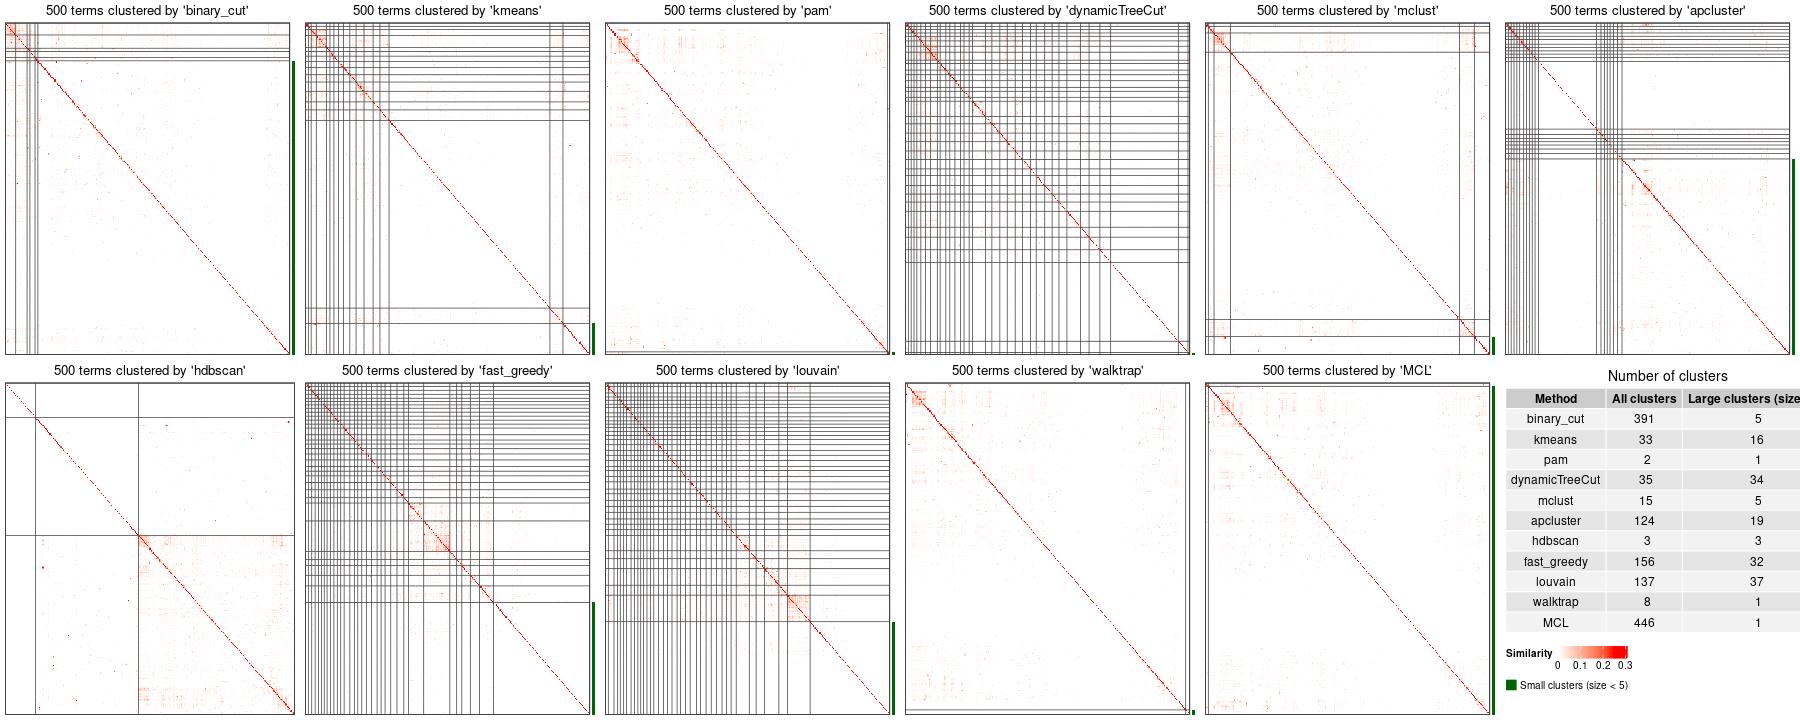 500 terms clustered by 'binary_cut'
500 terms clustered by 'kmeans'
500 terms clustered by 'pam'
500 terms clustered by 'dynamicTreeCut'
500 terms clustered by 'mclust'
500 terms clustered by 'apcluster'
500 terms clustered by 'hdbscan'
500 terms clustered by 'fast_greedy'
500 terms clustered by 'louvain'
500 terms clustered by 'walktrap'
500 terms clustered by 'MCL'
Number of clusters
Method All clusters Large clusters (size
binary_cut 391 5
kmeans 33 16
pam 2 1
dynamicTreeCut 35 34
mclust 15 5
apcluster 124 19
hdbscan 3 3
fast_greedy 156 32
louvain 137 37
walktrap 8 1
MCL 446 1
Similarity
0 0.1 0.2 0.3
Small clusters (size < 5)